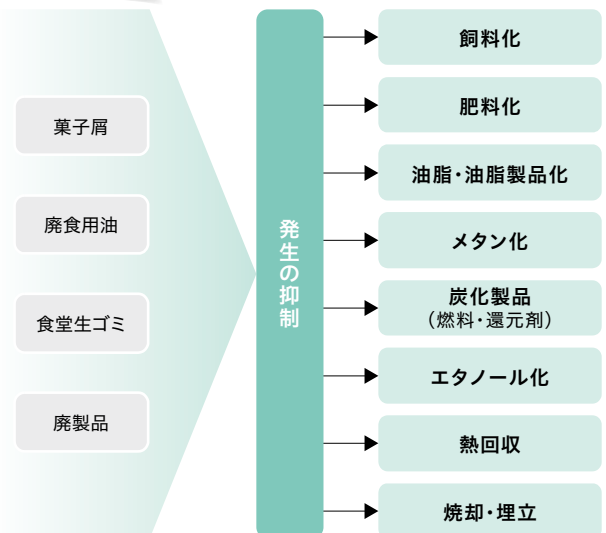 菓子屑
廃食用油
食堂生ゴミ
廃製品
発生の抑制
飼料化
肥料化
油脂・油脂製品化
メタン化
炭化製品
（燃料・還元剤）
エタノール化
熱回収
焼却・埋立